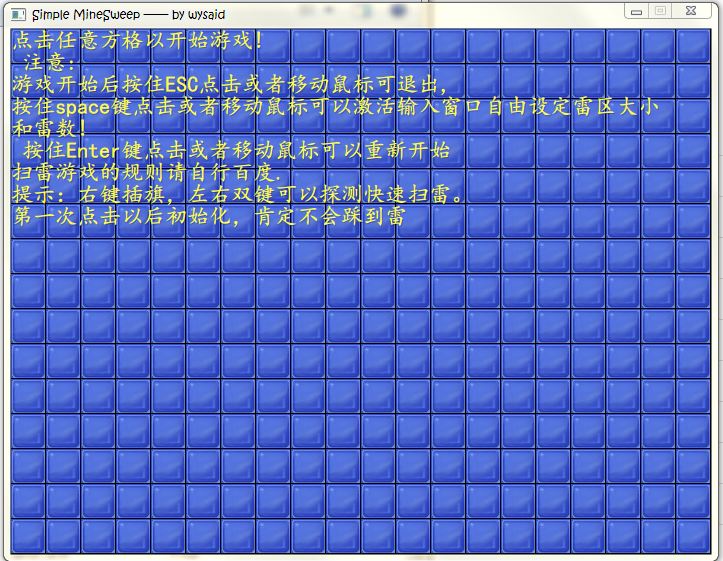 Simple MineSweep —— by wysaid
点击任意方格以开始游戏!
注意:
游戏开始后按住ESC点击或者移动鼠标可退出,
按住space键点击或者移动鼠标可以激活输入窗口自由设定雷区大小
和雷数!
按住Enter键点击或者移动鼠标可以重新开始
扫雷游戏的规则请自行百度.
提示: 右键插旗, 左右双键可以探测快速扫雷。
第一次点击以后初始化, 肯定不会踩到雷